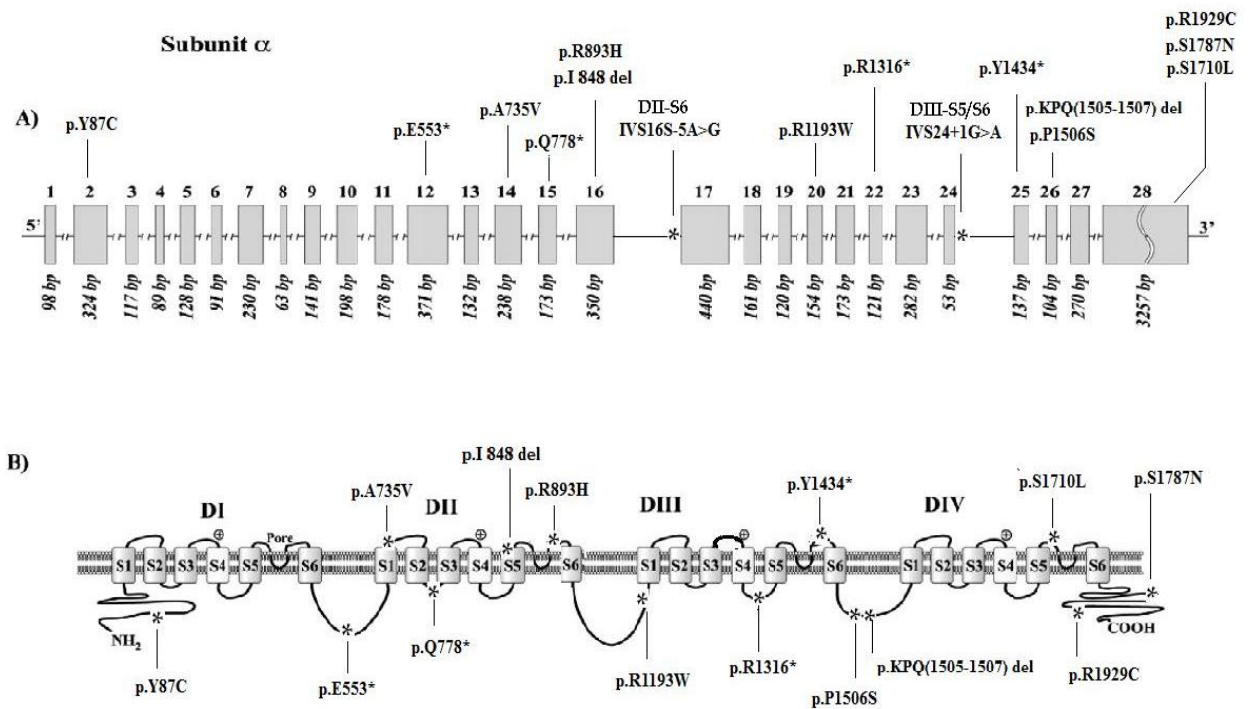 Subunit α
A)
p.Y87C
p.E553*
p.A735V
p.Q778*
p.R893H
p.I 848 del
DII-S6
IVS16S-5A>G
p.R1193W
p.R1316*
DIII-S5/S6
IVS24+1G>A
p.Y1434*
p.KPQ(1505-1507) del
p.P1506S
p.R1929C
p.S1787N
p.S1710L
1 2 3 4 5 6 7 8 9 10 11 12 13 14 15 16 17 18 19 20 21 22 23 24 25 26 27 28
5' * * 3'
98 bp 324 bp 117 bp 89 bp 128 bp 91 bp 230 bp 63 bp 141 bp 198 bp 178 bp 371 bp 132 bp 238 bp 173 bp 350 bp 440 bp 161 bp 120 bp 154 bp 173 bp 121 bp 282 bp 53 bp 137 bp 104 bp 270 bp 3257 bp
B)
p.A735V
p.I 848 del
p.R893H
p.Y1434*
p.S1710L
p.S1787N
DI DII DIII DIV
Pore
S1 S2 S3 S4 S5 S6 S1 S2 S3 S4 S5 S6 S1 S2 S3 S4 S5 S6 S1 S2 S3 S4 S5 S6
NH2
COOH
p.Y87C
p.E553*
p.Q778*
p.R1193W
p.R1316*
p.P1506S
p.KPQ(1505-1507) del
p.R1929C